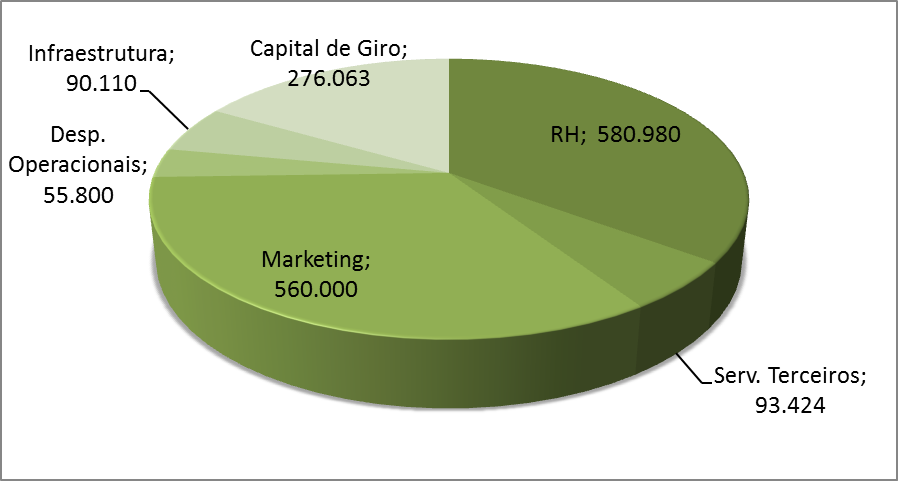 Infraestrutura;
90.110
Capital de Giro;
276.063
RH; 580.980
Desp.
Operacionais;
55.800
Marketing;
560.000
Serv. Terceiros;
93.424